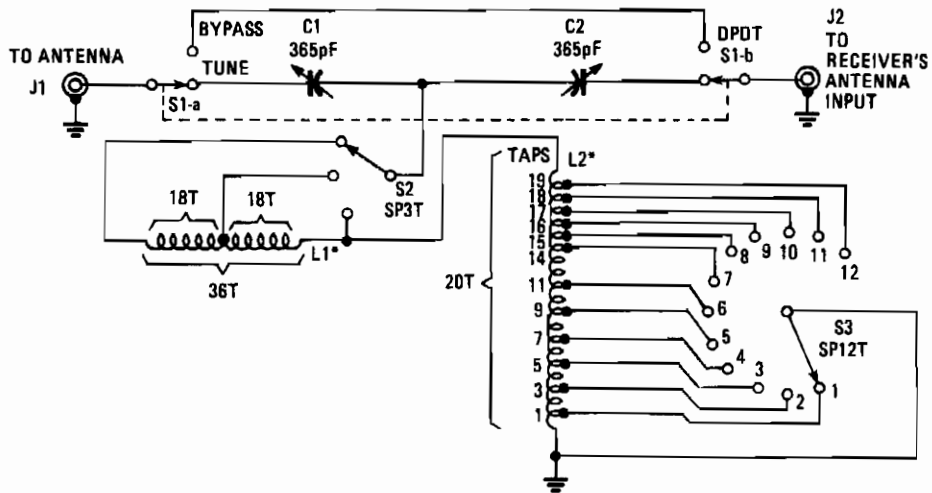 BYPASS
C1
365pF
C2
365pF
DPDT
S1-b
J2
TO
RECEIVER'S
ANTENNA
INPUT
TO ANTENNA
J1
TUNE
S1-a
S2
SP3T
18T
18T
L1*
36T
TAPS
L2*
20T
19
18
17
16
15
14
11
9
7
5
3
1
12
11
10
9
8
7
6
5
4
3
2
1
S3
SP12T